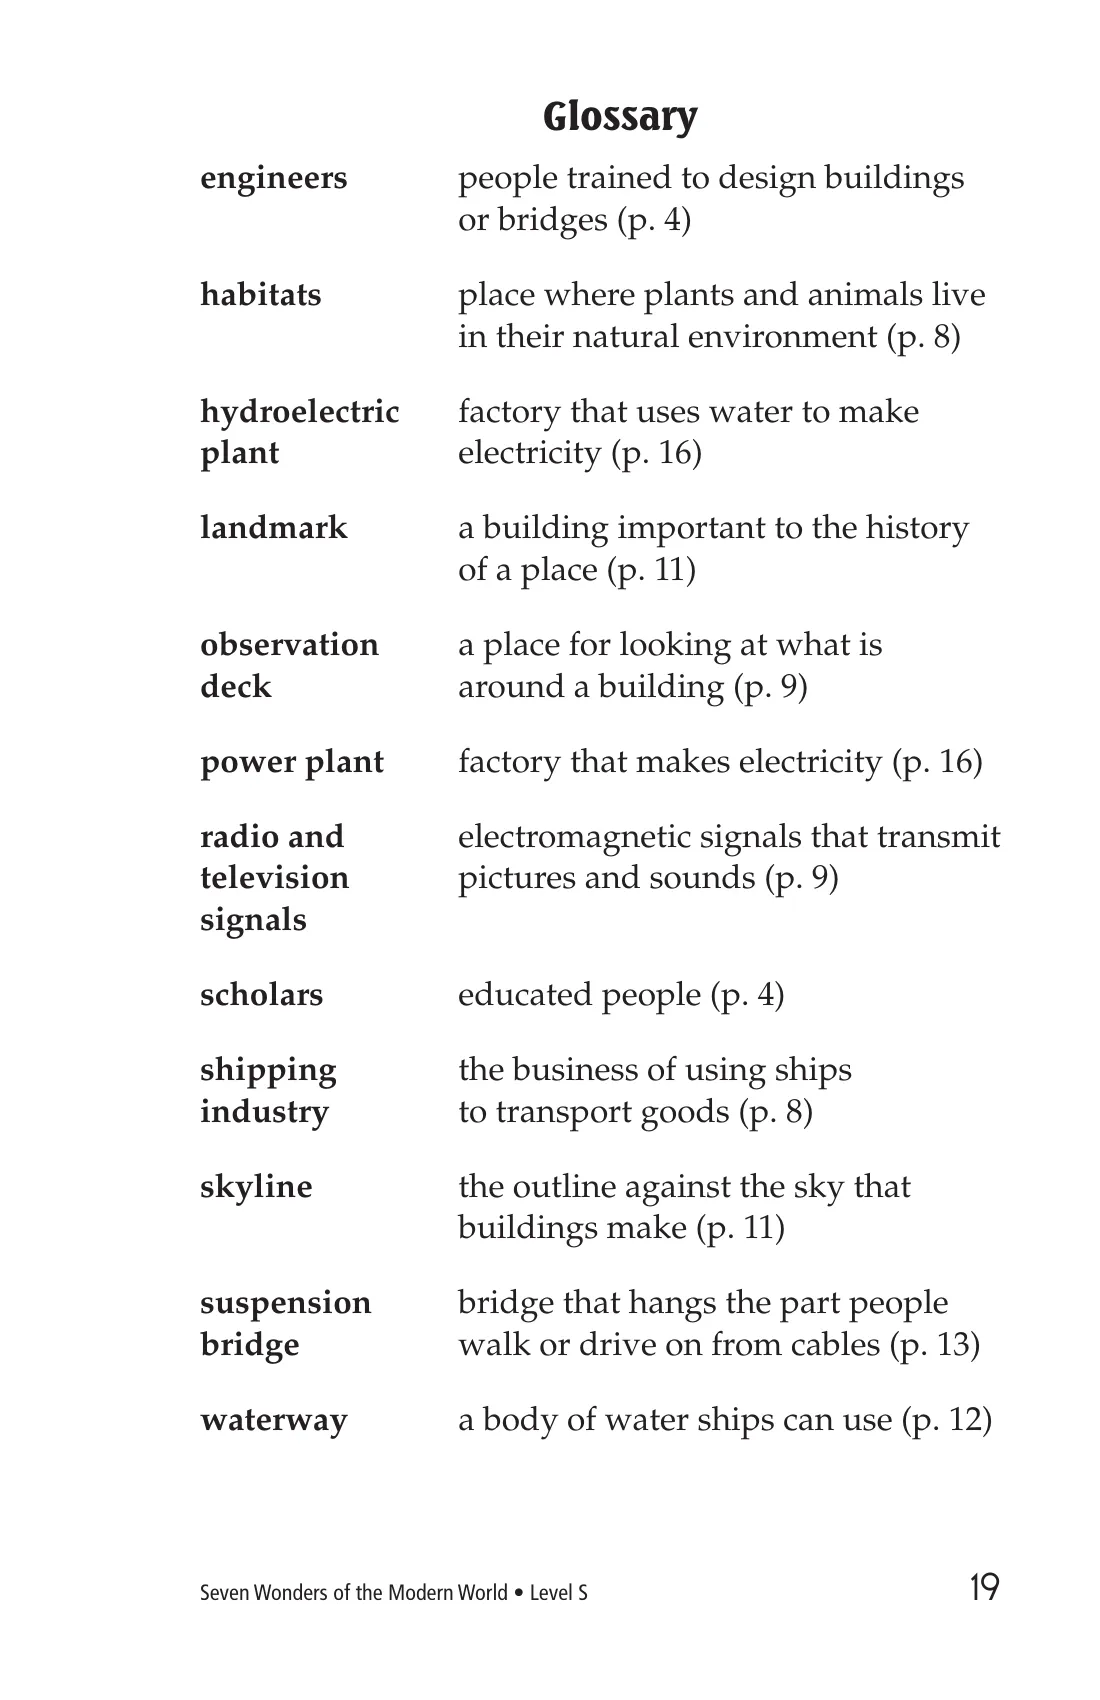 Glossary
engineers people trained to design buildings
or bridges (p. 4)
habitats place where plants and animals live
in their natural environment (p. 8)
hydroelectric factory that uses water to make
plant electricity (p. 16)
landmark a building important to the history
of a place (p. 11)
observation a place for looking at what is
deck around a building (p. 9)
power plant factory that makes electricity (p. 16)
radio and electromagnetic signals that transmit
television pictures and sounds (p. 9)
signals
scholars educated people (p. 4)
shipping the business of using ships
industry to transport goods (p. 8)
skyline the outline against the sky that
buildings make (p. 11)
suspension bridge that hangs the part people
bridge walk or drive on from cables (p. 13)
waterway a body of water ships can use (p. 12)
Seven Wonders of the Modern World • Level S 19